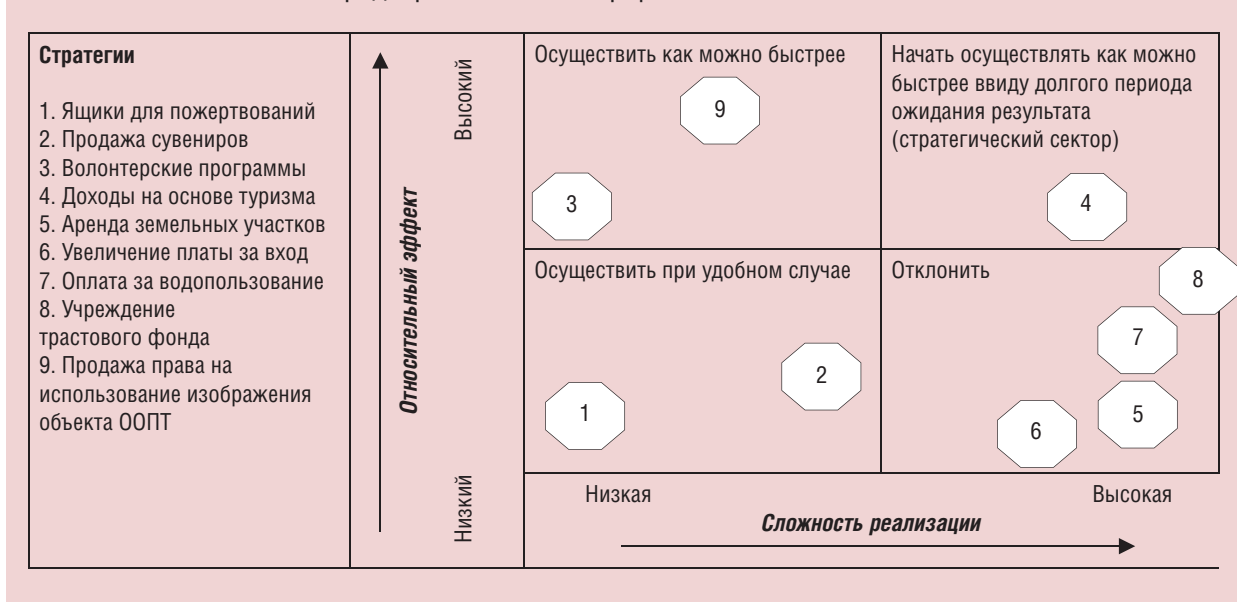 Стратегии
1. Ящики для пожертвований
2. Продажа сувениров
3. Волонтерские программы
4. Доходы на основе туризма
5. Аренда земельных участков
6. Увеличение платы за вход
7. Оплата за водопользование
8. Учреждение
трастового фонда
9. Продажа права на
использование изображения
объекта ООПТ
Относительный эффект
Высокий
Низкий
Осуществить как можно быстрее
9
3
Начать осуществлять как можно
быстрее ввиду долгого периода
ожидания результата
(стратегический сектор)
4
Осуществить при удобном случае
2
1
Отклонить
8
7
5
6
Низкая
Высокая
Сложность реализации